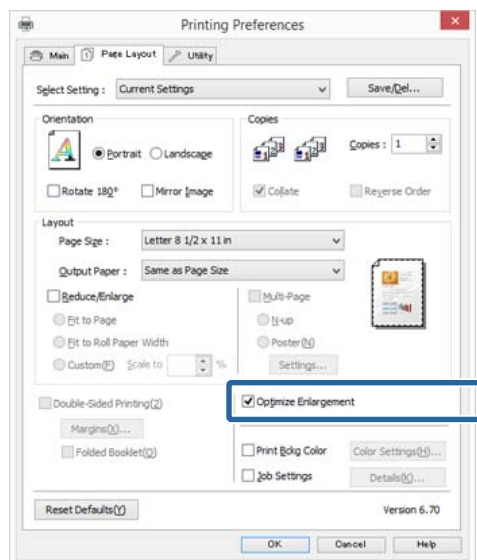 Printing Preferences
Main Page Layout Utility
Select Setting : Current Settings Save/Del...
Orientation
Portrait Landscape
Rotate 180° Mirror Image
Copies
Copies : 1
Collate Reverse Order
Layout
Page Size : Letter 8 1/2 x 11 in
Output Paper : Same as Page Size
Reduce/Enlarge
Fit to Page
Fit to Roll Paper Width
Custom(F) Scale to %
Multi-Page
N-up
Poster(N)
Settings...
Double-Sided Printing(Z)
Margins(X)...
Folded Booklet(O)
Optimize Enlargement
Print Bckg Color Color Settings(H)...
Job Settings Details(K)...
Reset Defaults(Y) Version 6.70
OK Cancel Help